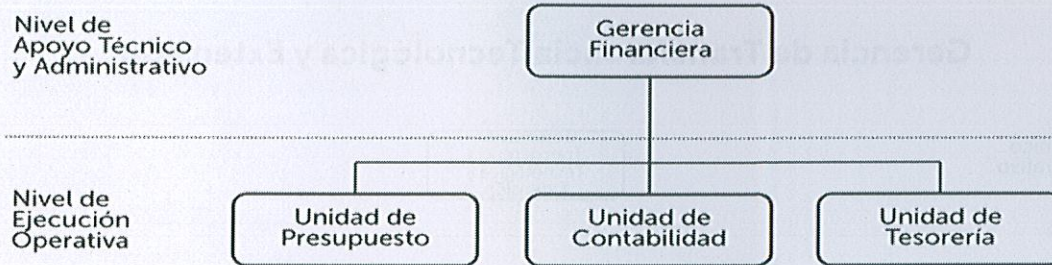 Nivel de
Apoyo Técnico
y Administrativo
Gerencia
Financiera
Nivel de
Ejecución
Operativa
Unidad de
Presupuesto
Unidad de
Contabilidad
Unidad de
Tesorería